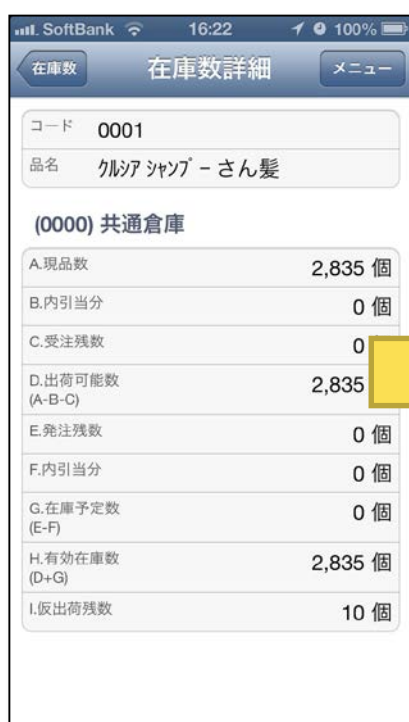 SoftBank 16:22 100%
在庫数 在庫数詳細 メニュー
コード 0001
品名 ｸﾙｼｱ ｼｬﾝﾌﾟｰさん髪
(0000) 共通倉庫
A.現品数 2,835 個
B.内引当分 0 個
C.受注残数 0
D.出荷可能数 2,835
(A-B-C)
E.発注残数 0 個
F.内引当分 0 個
G.在庫予定数 0 個
(E-F)
H.有効在庫数 2,835 個
(D+G)
I.仮出荷残数 10 個